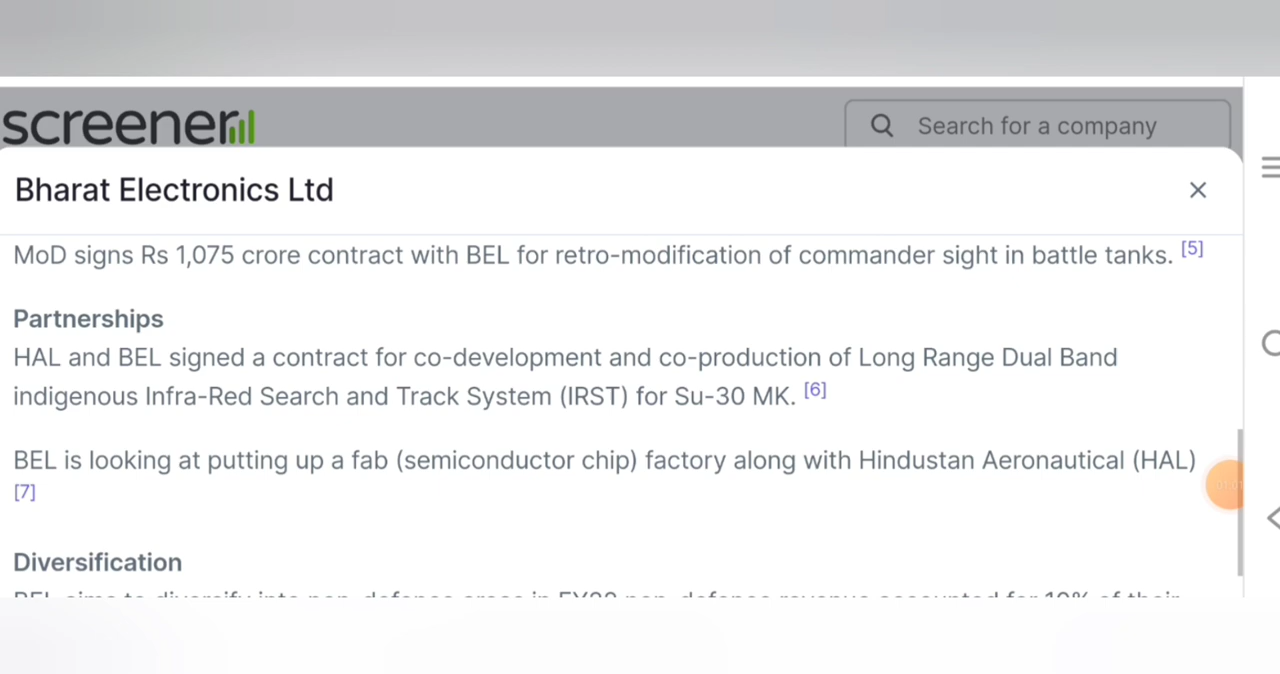 screener
Search for a company
Bharat Electronics Ltd
MoD signs Rs 1,075 crore contract with BEL for retro-modification of commander sight in battle tanks. [5]
Partnerships
HAL and BEL signed a contract for co-development and co-production of Long Range Dual Band
indigenous Infra-Red Search and Track System (IRST) for Su-30 MK. [6]
BEL is looking at putting up a fab (semiconductor chip) factory along with Hindustan Aeronautical (HAL)
[7]
Diversification